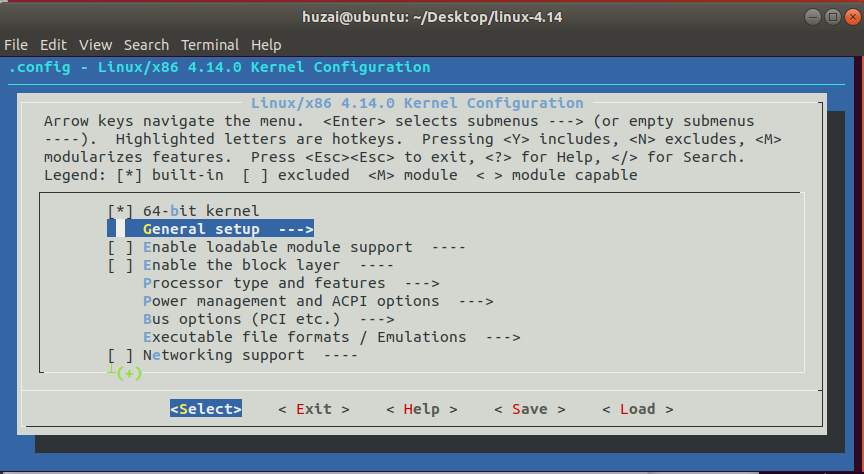 huzai@ubuntu: ~/Desktop/linux-4.14
File Edit View Search Terminal Help
.config - Linux/x86 4.14.0 Kernel Configuration
Linux/x86 4.14.0 Kernel Configuration
Arrow keys navigate the menu.  <Enter> selects submenus ---> (or empty submenus
----).  Highlighted letters are hotkeys.  Pressing <Y> includes, <N> excludes, <M>
modularizes features.  Press <Esc><Esc> to exit, <?> for Help, </> for Search.
Legend: [*] built-in  [ ] excluded  <M> module  < > module capable
[*] 64-bit kernel
General setup  --->
[ ] Enable loadable module support  ----
[ ] Enable the block layer  ----
Processor type and features  --->
Power management and ACPI options  --->
Bus options (PCI etc.)  --->
Executable file formats / Emulations  --->
[ ] Networking support  ----
(+)
<Select>    < Exit >    < Help >    < Save >    < Load >